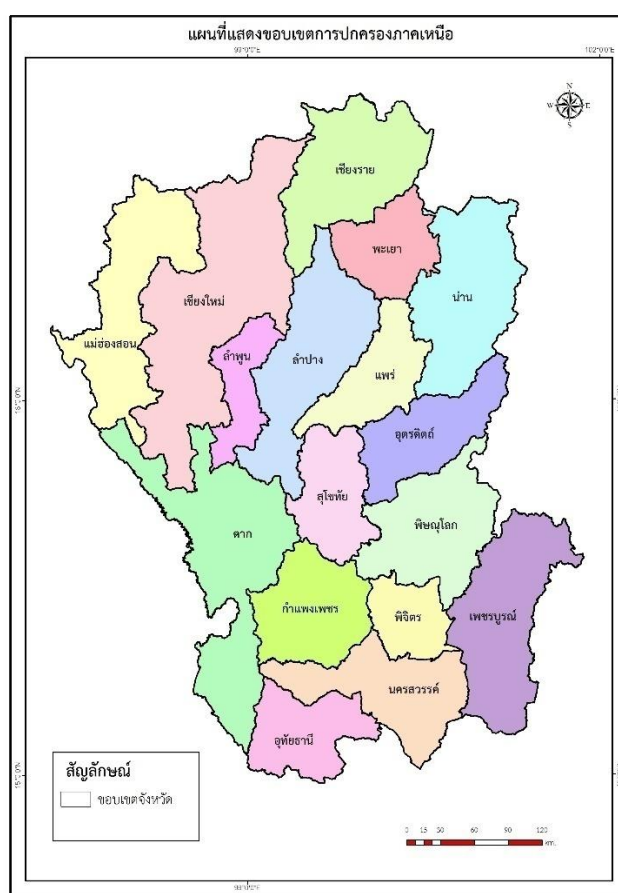 แผนที่แสดงขอบเขตการปกครองภาคเหนือ
102°0'0"E
N
W E
S
เชียงราย
พะเยา
น่าน
เชียงใหม่
แม่ฮ่องสอน
ลำพูน
ลำปาง
แพร่
อุตรดิตถ์
สุโขทัย
พิษณุโลก
ตาก
กำแพงเพชร
พิจิตร
เพชรบูรณ์
นครสวรรค์
อุทัยธานี
สัญลักษณ์
ขอบเขตจังหวัด
0 15 30 60 90 120
km.